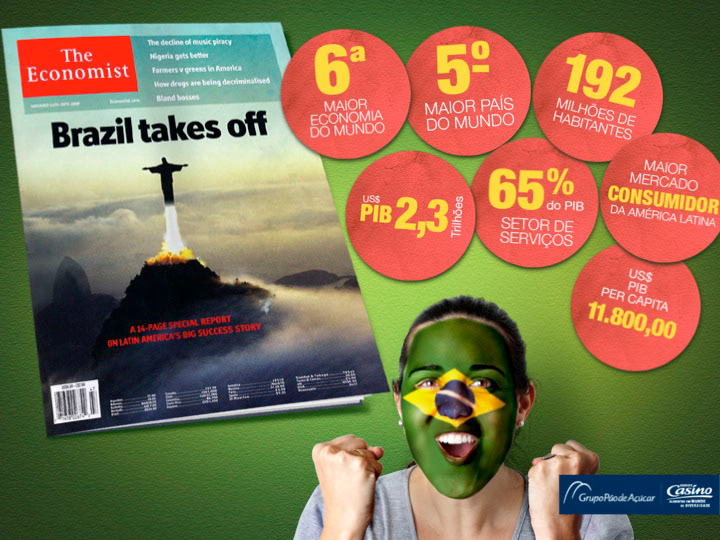 The
Economist
The decline of music piracy
Nigeria gets better
Farmers v greens in America
How drugs are being decriminalised
Bland bosses
Economist.com
Brazil takes off
A 14-PAGE SPECIAL REPORT
ON LATIN AMERICA'S BIG SUCCESS STORY
6ª
MAIOR
ECONOMIA
DO MUNDO
5º
MAIOR PAÍS
DO MUNDO
192
MILHÕES DE
HABITANTES
US$
PIB 2,3
Trilhões
65%
do PIB
SETOR DE
SERVIÇOS
MAIOR
MERCADO
CONSUMIDOR
DA AMÉRICA LATINA
US$
PIB
PER CAPITA
11.800,00
Grupo Pão de Açúcar
Casino